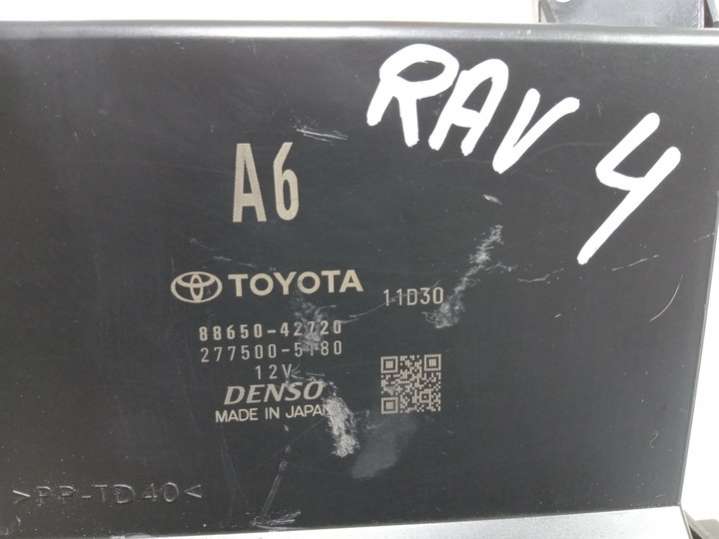 RAV 4
A6
TOYOTA 11D30
88650-42720
277500-5180
12V
DENSO
MADE IN JAPAN
>PP-TD40<